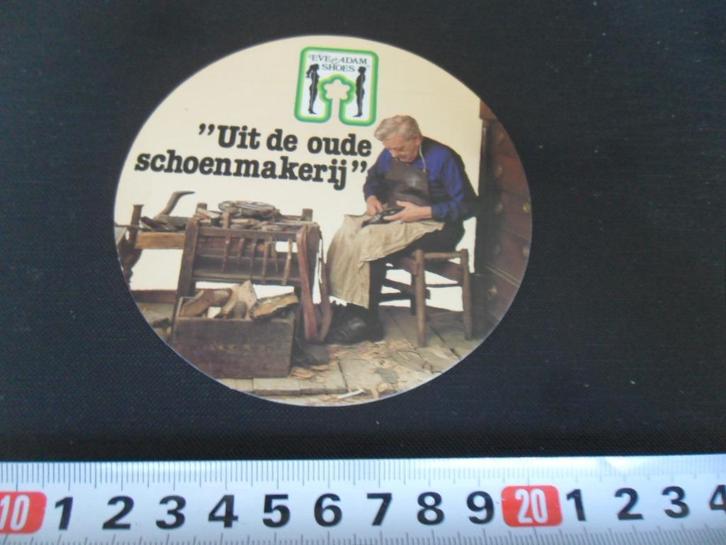 EVE & ADAM
SHOES
”Uit de oude
schoenmakerij”
10 1 2 3 4 5 6 7 8 9 20 1 2 3 4